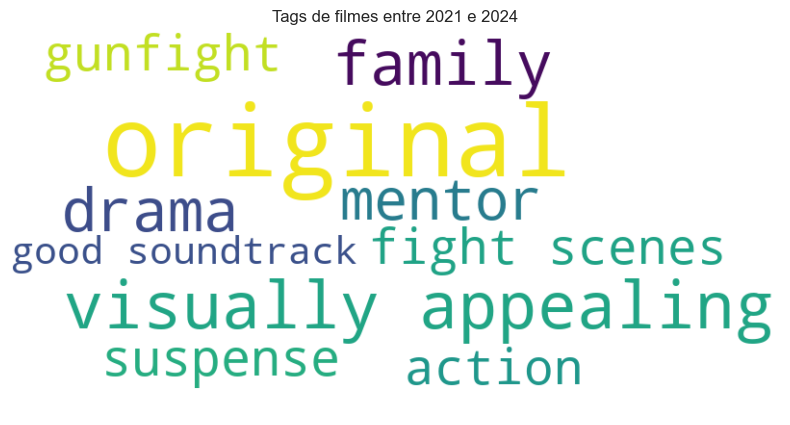 Tags de filmes entre 2021 e 2024
gunfight family
original
drama mentor
good soundtrack fight scenes
visually appealing
suspense action